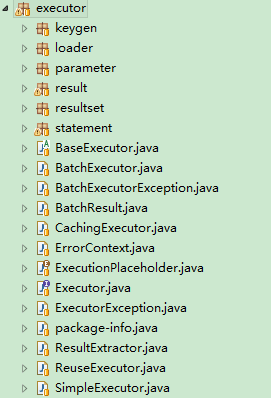 executor
keygen
loader
parameter
result
resultset
statement
BaseExecutor.java
BatchExecutor.java
BatchExecutorException.java
BatchResult.java
CachingExecutor.java
ErrorContext.java
ExecutionPlaceholder.java
Executor.java
ExecutorException.java
package-info.java
ResultExtractor.java
ReuseExecutor.java
SimpleExecutor.java